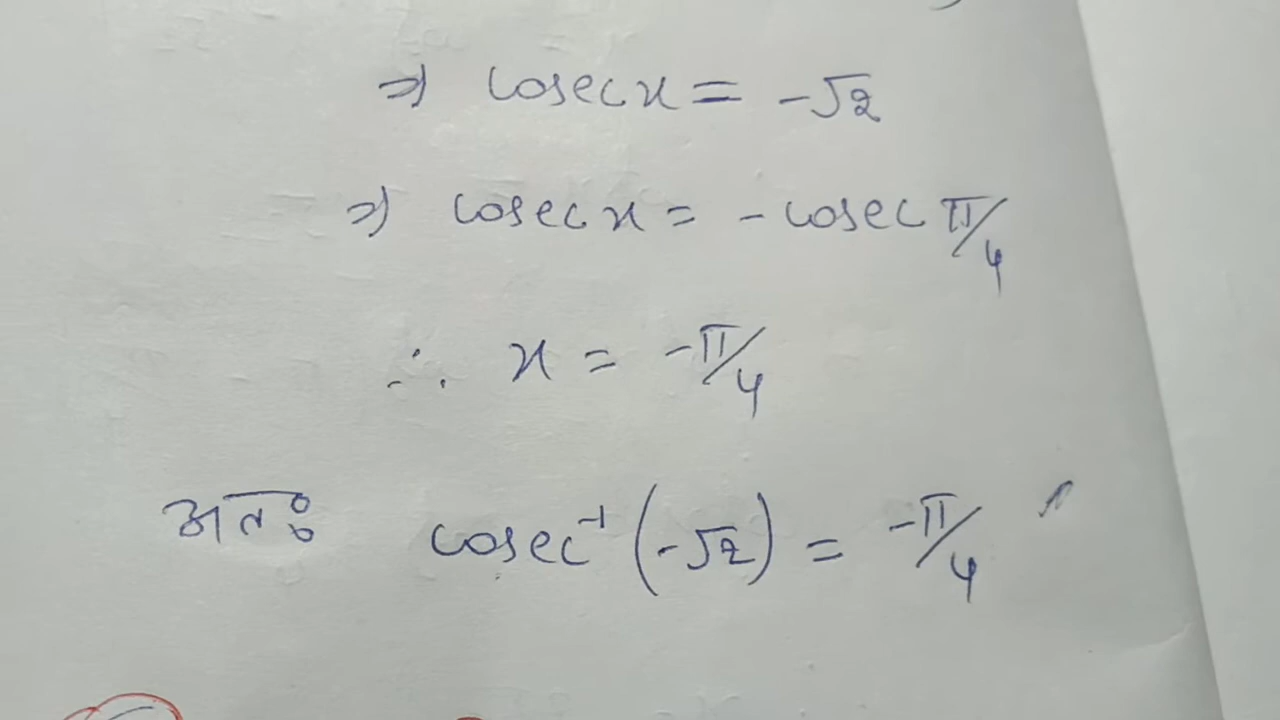 ⇒ cosec x = -√2
⇒ cosec x = - cosec π/4
∴ x = -π/4
अतः cosec⁻¹(-√2) = -π/4